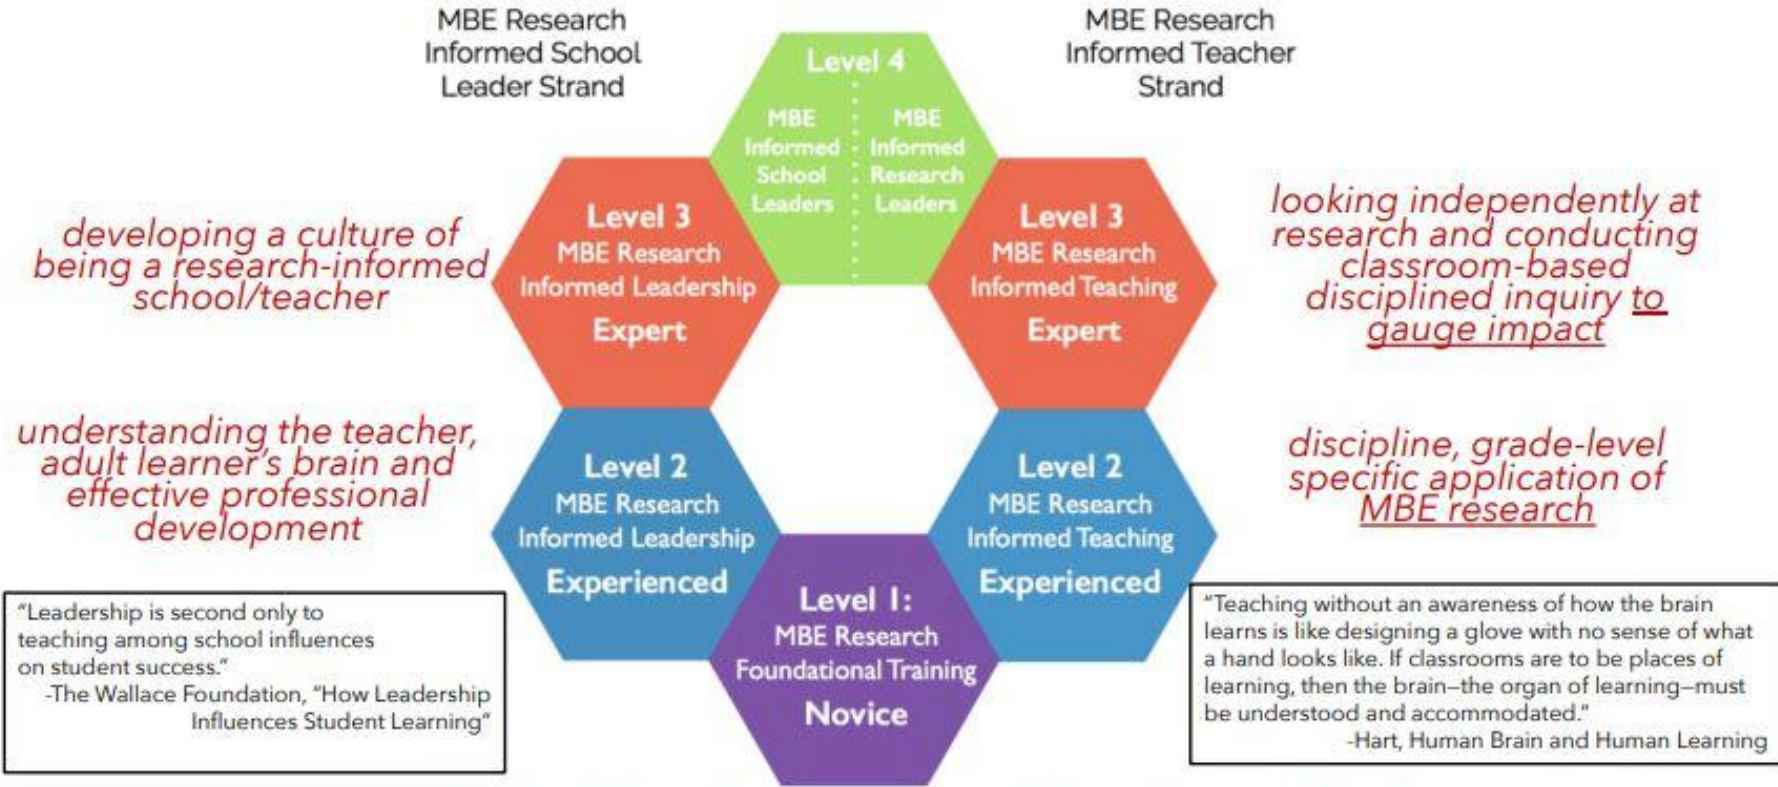 MBE Research
Informed School
Leader Strand
MBE Research
Informed Teacher
Strand
Level 4
MBE
Informed
School
Leaders
MBE
Informed
Research
Leaders
developing a culture of
being a research-informed
school/teacher
Level 3
MBE Research
Informed Leadership
Expert
Level 3
MBE Research
Informed Teaching
Expert
looking independently at
research and conducting
classroom-based
disciplined inquiry to
gauge impact
understanding the teacher,
adult learner's brain and
effective professional
development
Level 2
MBE Research
Informed Leadership
Experienced
Level 2
MBE Research
Informed Teaching
Experienced
discipline, grade-level
specific application of
MBE research
Level 1:
MBE Research
Foundational Training
Novice
“Leadership is second only to
teaching among school influences
on student success.”
-The Wallace Foundation, “How Leadership
Influences Student Learning”
“Teaching without an awareness of how the brain
learns is like designing a glove with no sense of what
a hand looks like. If classrooms are to be places of
learning, then the brain—the organ of learning—must
be understood and accommodated.”
-Hart, Human Brain and Human Learning